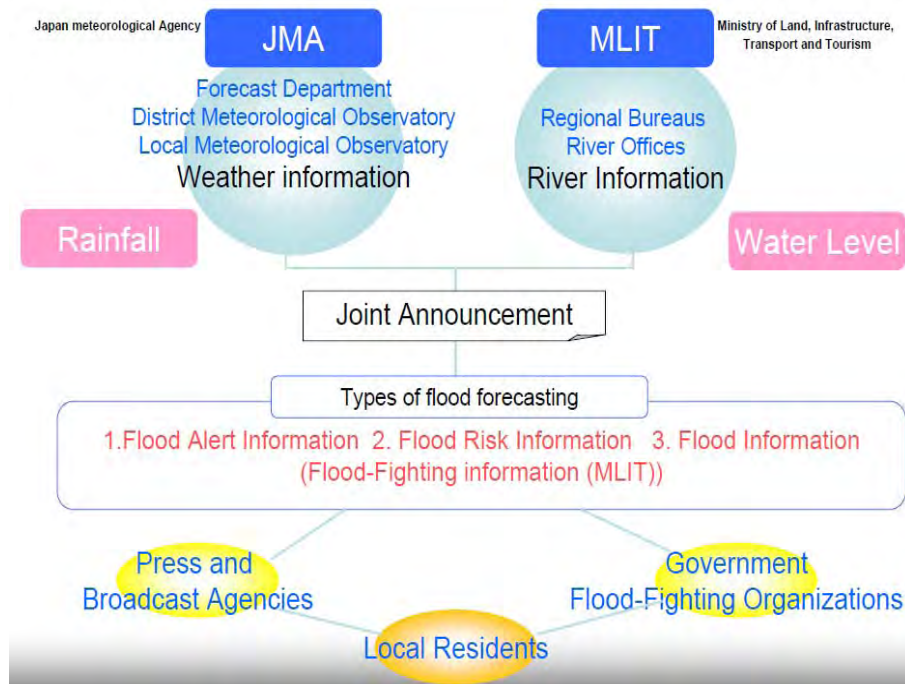 Japan meteorological Agency
JMA
MLIT
Ministry of Land, Infrastructure,
Transport and Tourism
Forecast Department
District Meteorological Observatory
Local Meteorological Observatory
Weather information
Regional Bureaus
River Offices
River Information
Rainfall
Water Level
Joint Announcement
Types of flood forecasting
1.Flood Alert Information 2. Flood Risk Information 3. Flood Information
(Flood-Fighting information (MLIT))
Press and
Broadcast Agencies
Government
Flood-Fighting Organizations
Local Residents